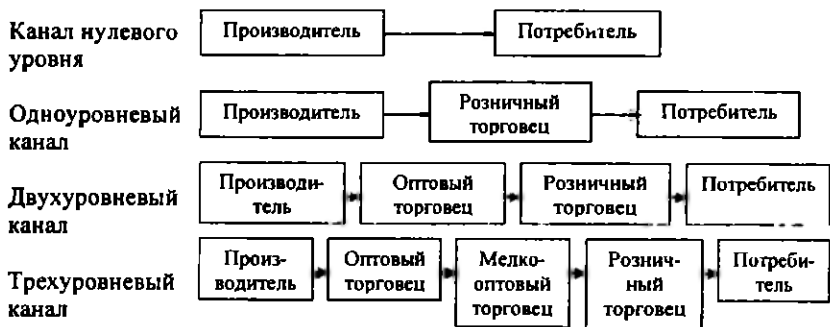 Канал нулевого
уровня
Производитель
Потребитель
Одноуровневый
канал
Производитель
Розничный
торговец
Потребитель
Двухуровневый
канал
Производи-
тель
Оптовый
торговец
Розничный
торговец
Потребитель
Трехуровневый
канал
Произ-
водитель
Оптовый
торговец
Мелко-
оптовый
торговец
Рознич-
ный
торговец
Потреби-
тель